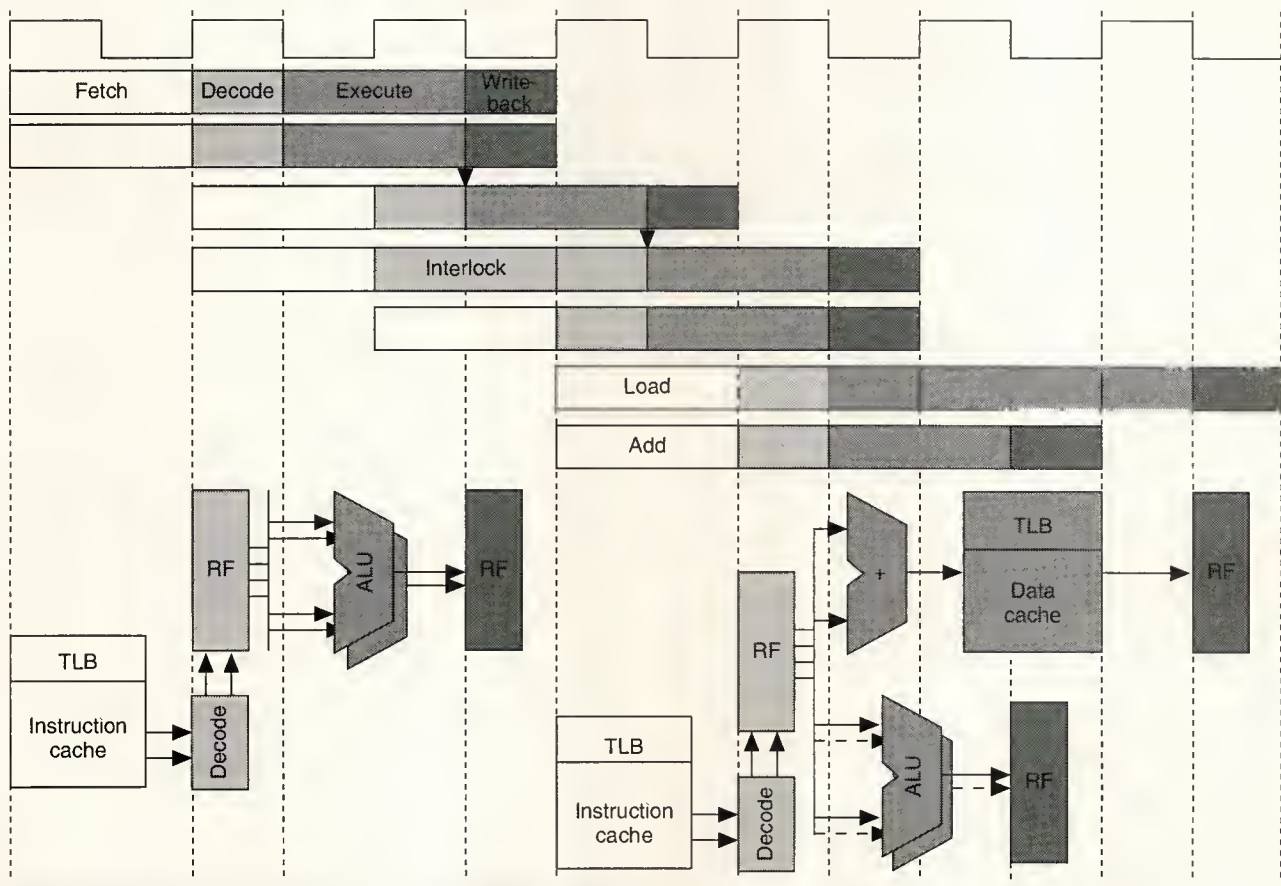 Fetch
Decode
Execute
Write-
back
Interlock
Load
Add
RF
ALU
RF
TLB
Instruction
cache
Decode
RF
+
TLB
Data
cache
RF
TLB
Instruction
cache
Decode
ALU
RF